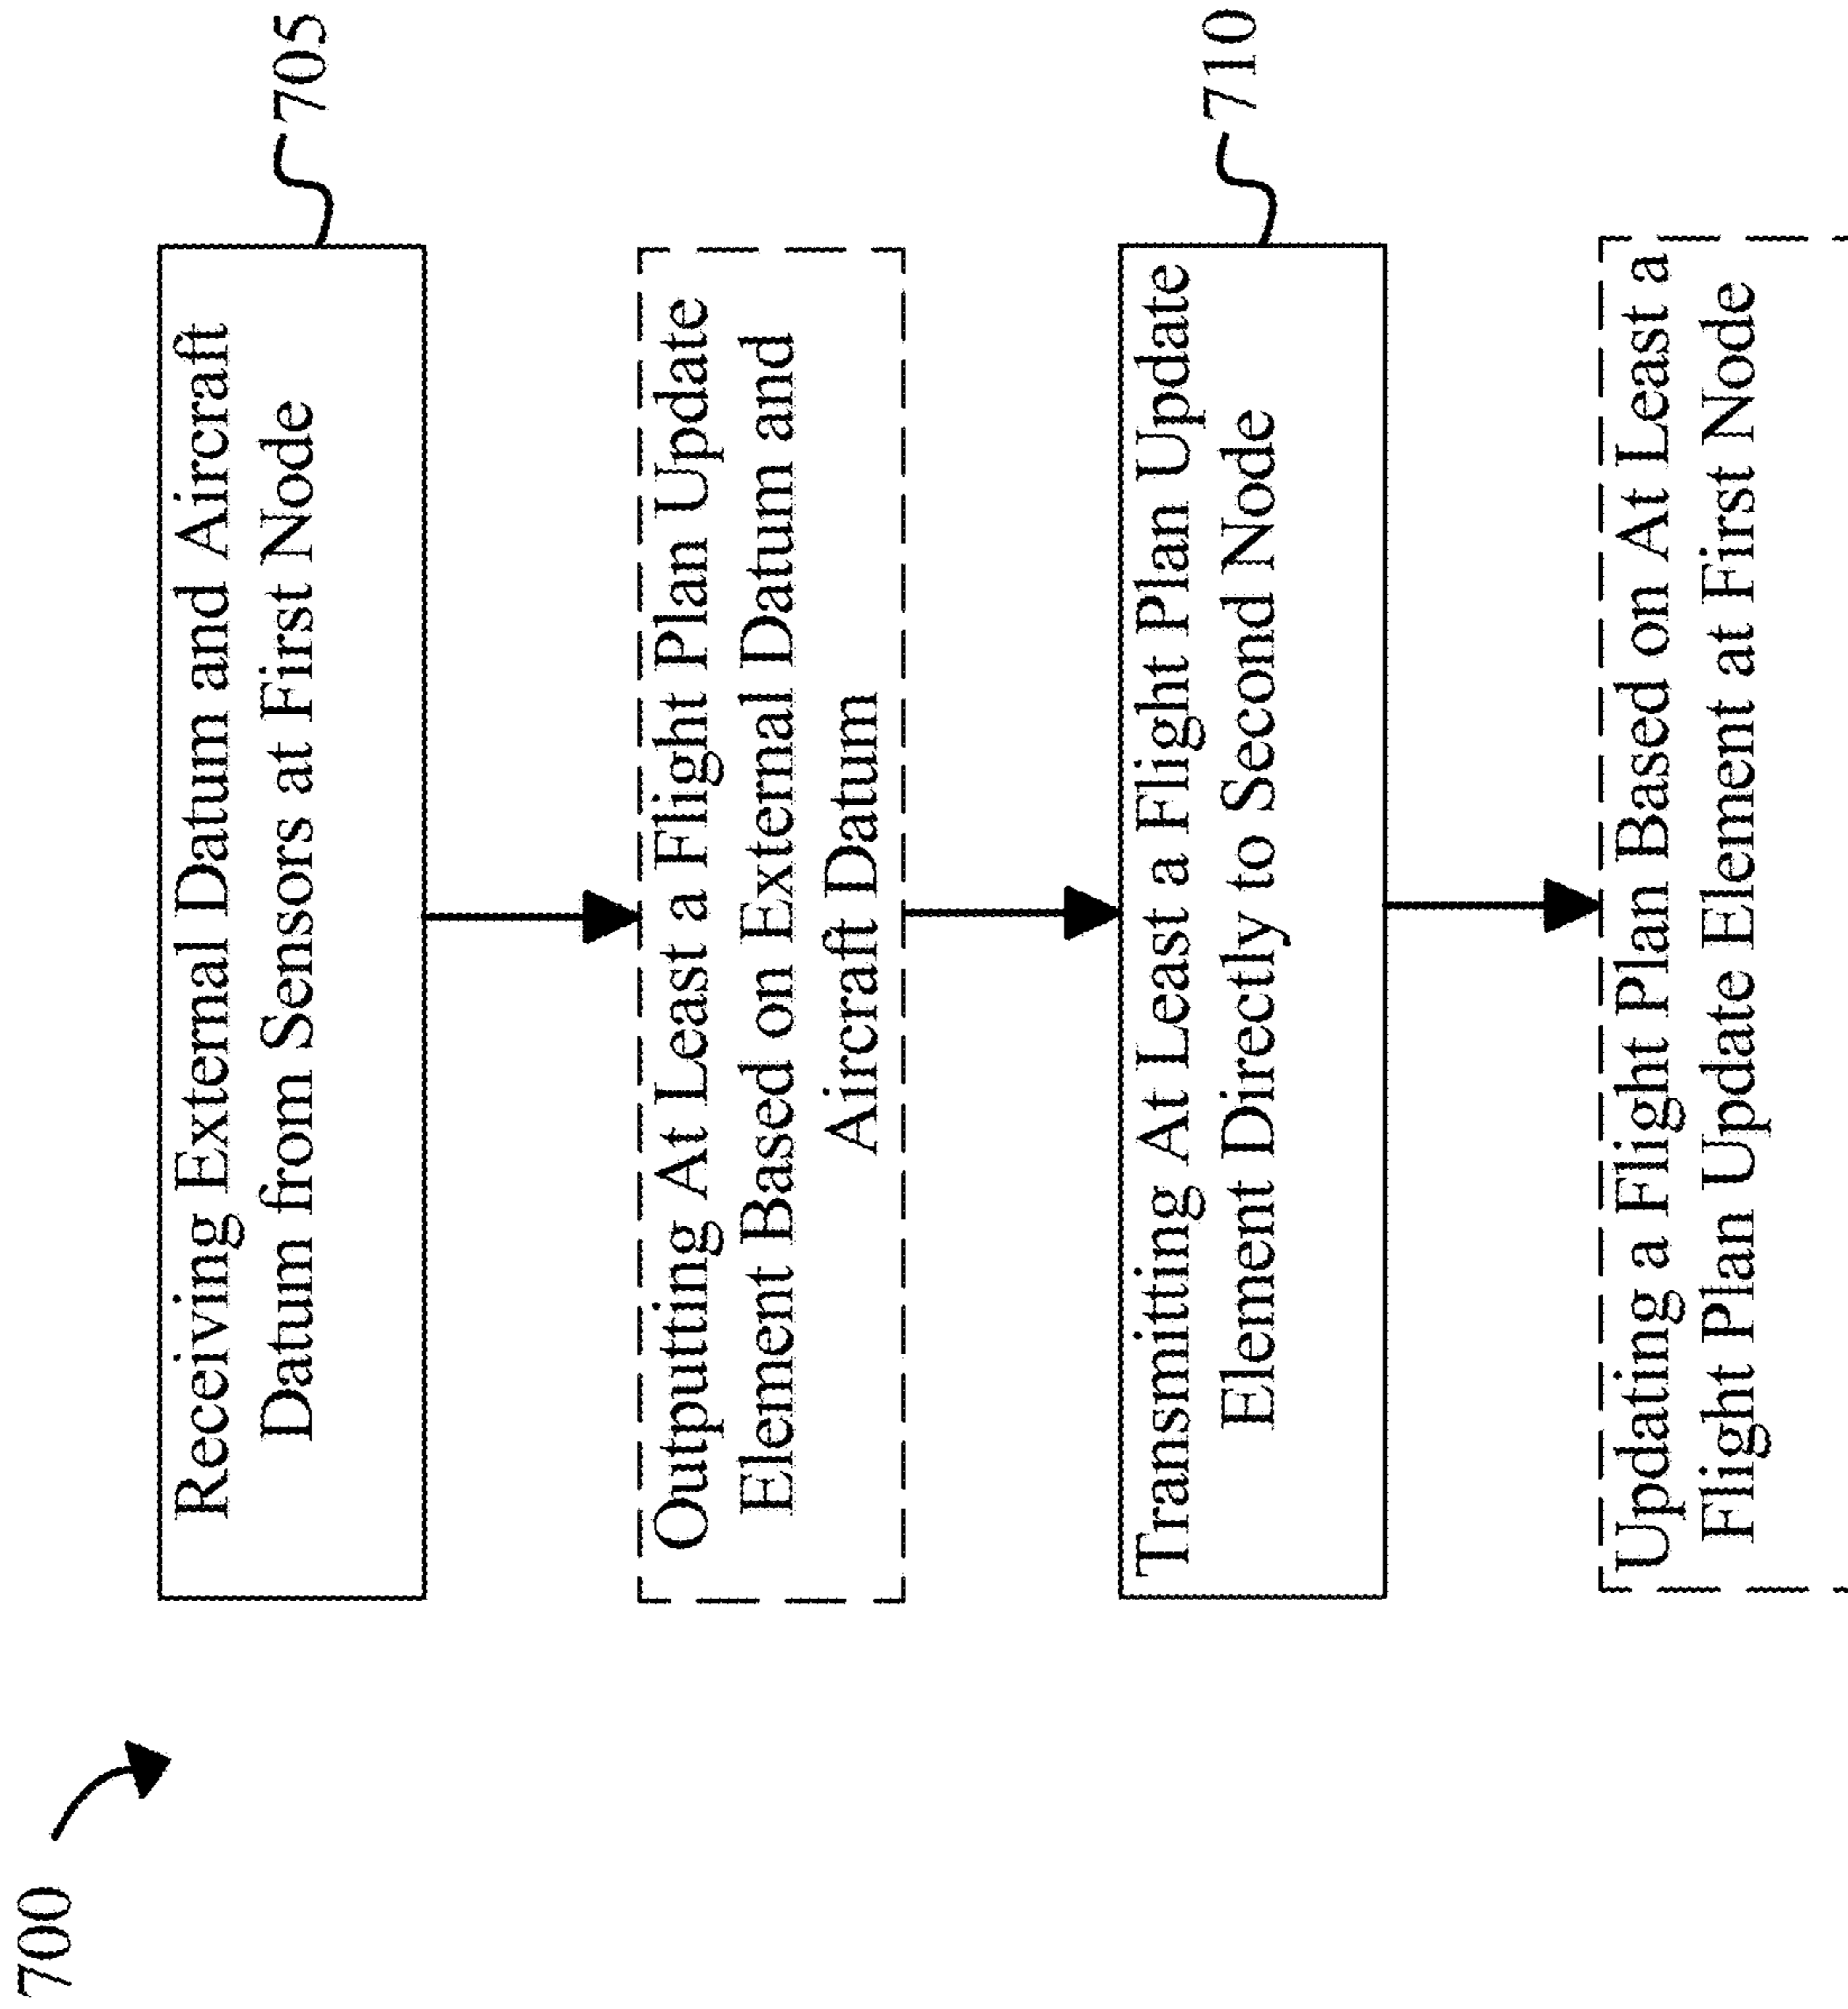 700
Receiving External Datum and Aircraft
Datum from Sensors at First Node
705
Outputting At Least a Flight Plan Update
Element Based on External Datum and
Aircraft Datum
Transmitting At Least a Flight Plan Update
Element Directly to Second Node
710
Updating a Flight Plan Based on At Least a
Flight Plan Update Element at First Node